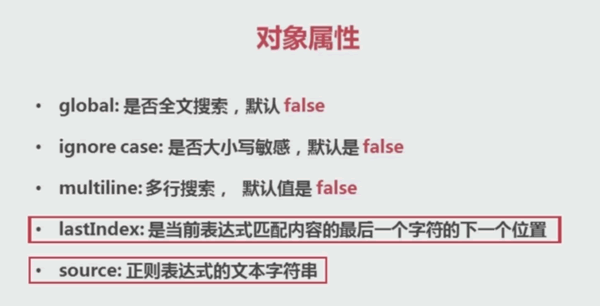 对象属性
• global: 是否全文搜索，默认 false
• ignore case: 是否大小写敏感，默认是 false
• multiline: 多行搜索， 默认值是 false
• lastIndex: 是当前表达式匹配内容的最后一个字符的下一个位置
• source: 正则表达式的文本字符串